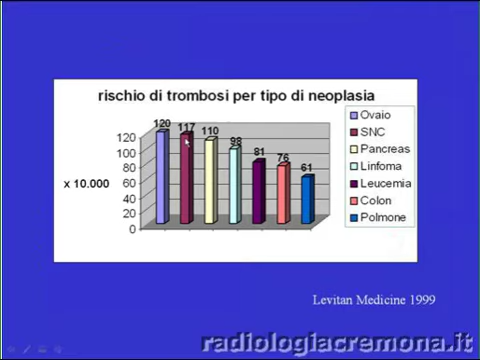 rischio di trombosi per tipo di neoplasia
120
117
110
98
81
76
61
120
100
80
60
40
20
0
x 10.000
Ovaio
SNC
Pancreas
Linfoma
Leucemia
Colon
Polmone
Levitan Medicine 1999
radiologiacremona.it